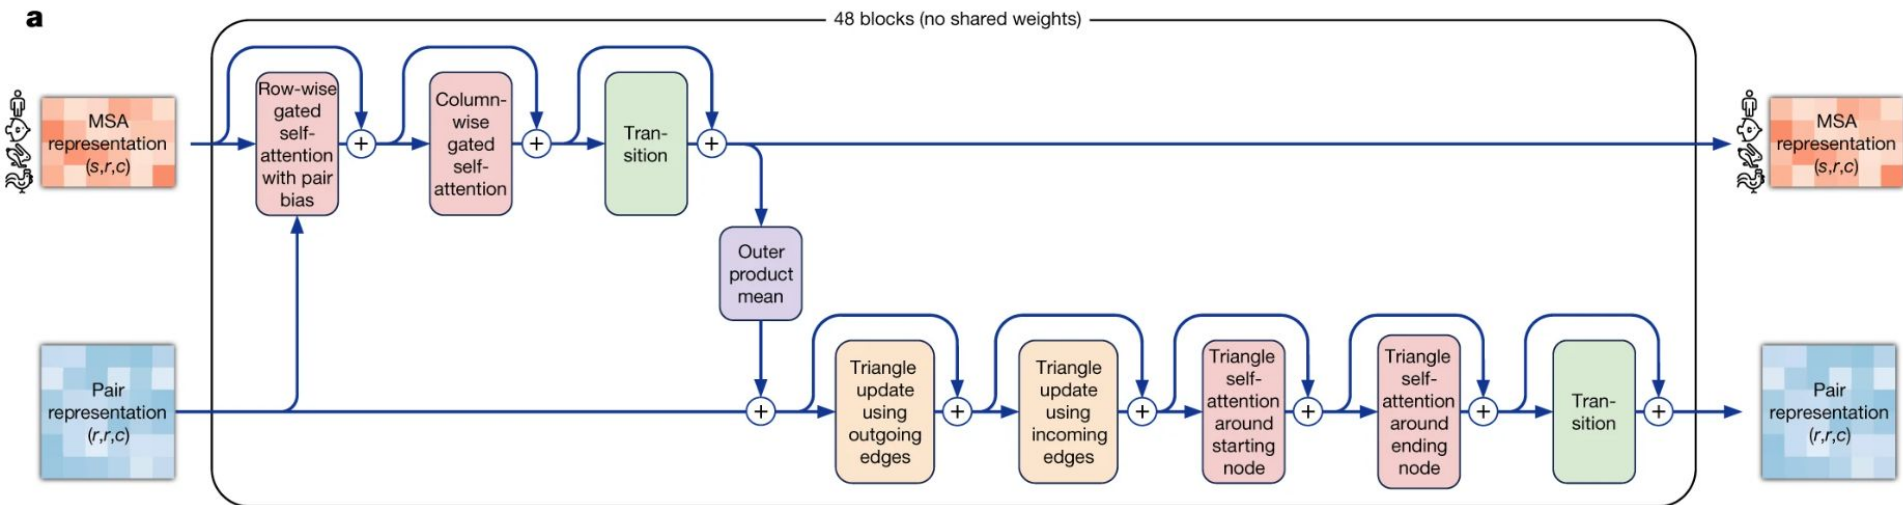 a
48 blocks (no shared weights)
MSA
representation
(s,r,c)
Row-wise
gated
self-
attention
with pair
bias
+
Column-
wise
gated
self-
attention
+
Tran-
sition
+
MSA
representation
(s,r,c)
Outer
product
mean
Pair
representation
(r,r,c)
+
Triangle
update
using
outgoing
edges
+
Triangle
update
using
incoming
edges
+
Triangle
self-
attention
around
starting
node
+
Triangle
self-
attention
around
ending
node
+
Tran-
sition
+
Pair
representation
(r,r,c)